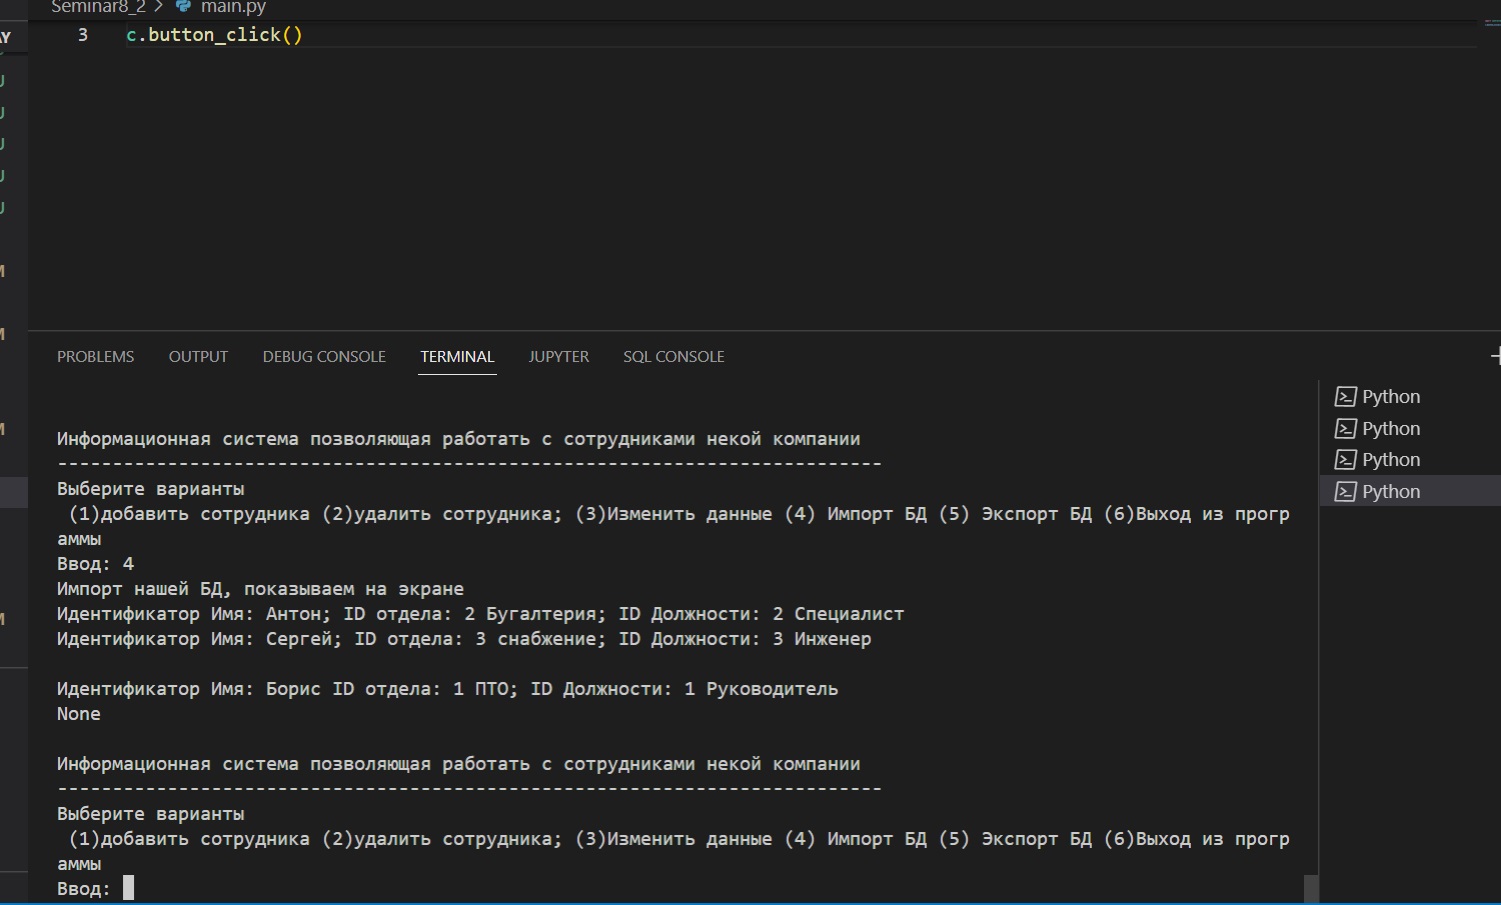 Seminar8_2 > main.py
3 c.button_click()
PROBLEMS OUTPUT DEBUG CONSOLE TERMINAL JUPYTER SQL CONSOLE
Python
Python
Python
Python
Информационная система позволяющая работать с сотрудниками некой компании
---------------------------------------------------------------------------
Выберите варианты
(1)добавить сотрудника (2)удалить сотрудника; (3)Изменить данные (4) Импорт БД (5) Экспорт БД (6)Выход из прогр
аммы
Ввод: 4
Импорт нашей БД, показываем на экране
Идентификатор Имя: Антон; ID отдела: 2 Бугалтерия; ID Должности: 2 Специалист
Идентификатор Имя: Сергей; ID отдела: 3 снабжение; ID Должности: 3 Инженер
Идентификатор Имя: Борис ID отдела: 1 ПТО; ID Должности: 1 Руководитель
None
Информационная система позволяющая работать с сотрудниками некой компании
---------------------------------------------------------------------------
Выберите варианты
(1)добавить сотрудника (2)удалить сотрудника; (3)Изменить данные (4) Импорт БД (5) Экспорт БД (6)Выход из прогр
аммы
Ввод: